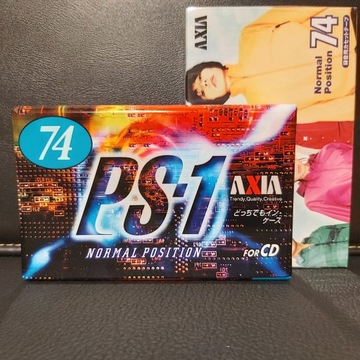 74
PS-1
NORMAL POSITION
AXIA
Trendy, Quality, Creative
どっちでもイン
ケース
FOR CD
AXIA
Normal
Position
74